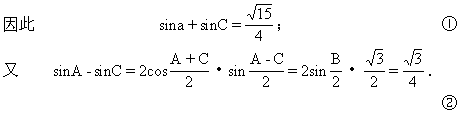 因此 sina+sinC=√15/4； ①
又 sinA-sinC=2cos(A+C)/2·sin(A-C)/2=2sin B/2·√3/2=√3/4．
②